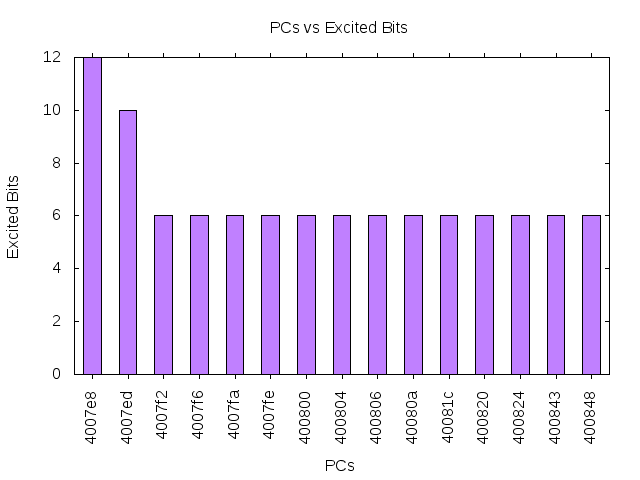 PCs vs Excited Bits
12
10
8
6
4
2
0
Excited Bits
4007e8
4007ed
4007f2
4007f6
4007fa
4007fe
400800
400804
400806
40080a
40081c
400820
400824
400843
400848
PCs